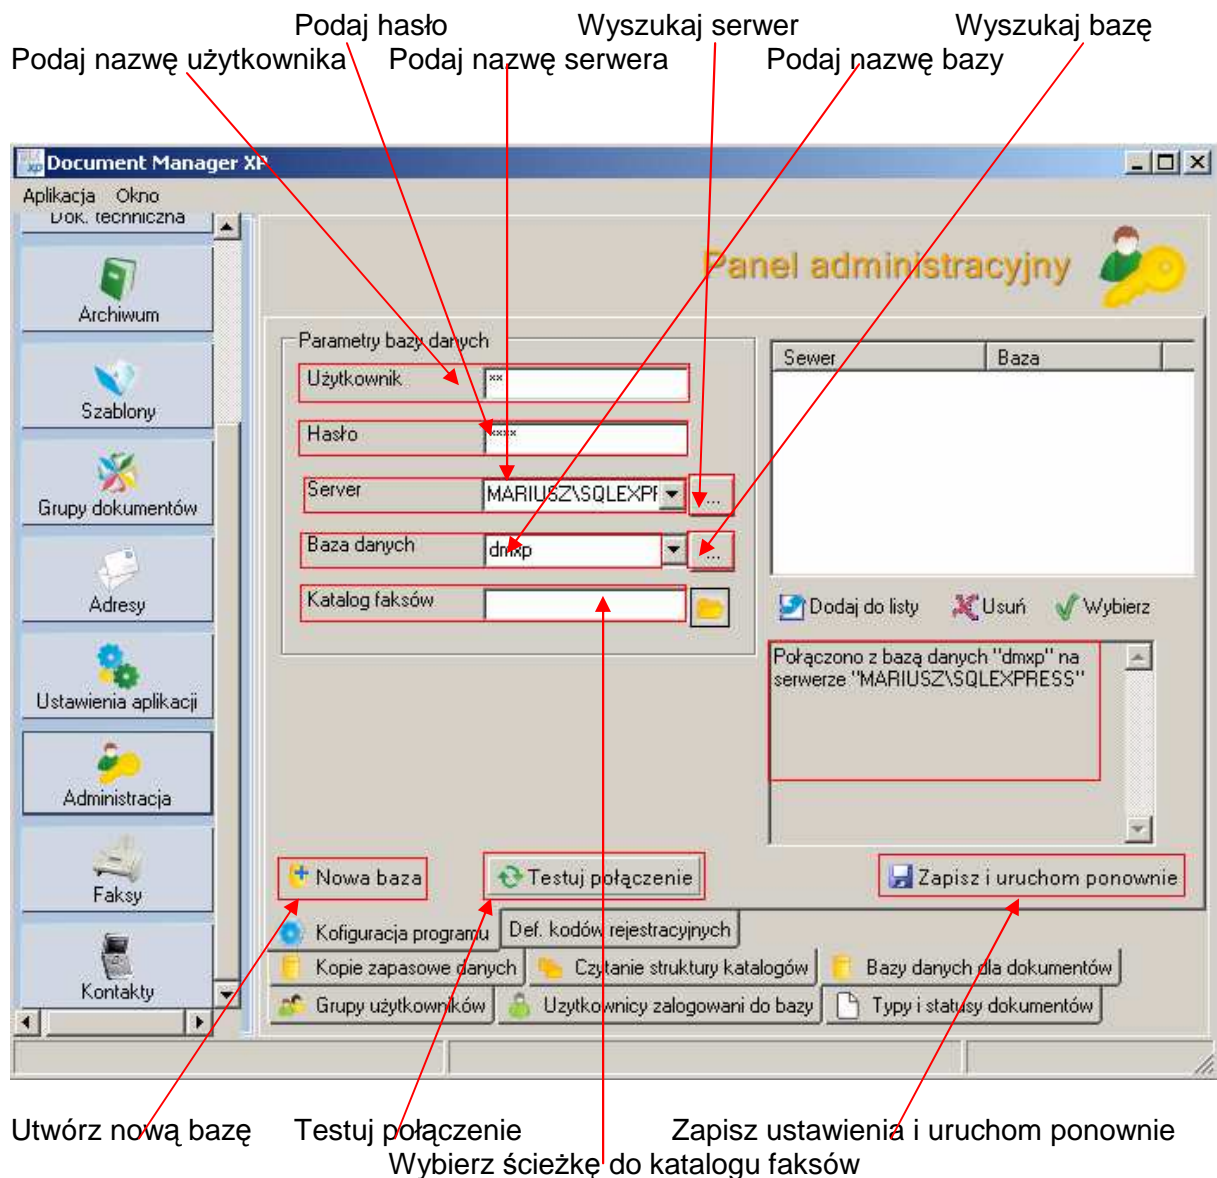 Podaj hasło Wyszukaj serwer Wyszukaj bazę
Podaj nazwę użytkownika Podaj nazwę serwera Podaj nazwę bazy
Document Manager XP
Aplikacja Okno
Dok. techniczna
Archiwum
Szablony
Grupy dokumentów
Adresy
Ustawienia aplikacji
Administracja
Faksy
Kontakty
Panel administracyjny
Parametry bazy danych
Użytkownik **
Hasło ****
Server MARIUSZ\SQLEXPF ...
Baza danych dmxp ...
Katalog faksów
Sewer Baza
Dodaj do listy Usuń Wybierz
Połączono z bazą danych "dmxp" na
serwerze "MARIUSZ\SQLEXPRESS"
Nowa baza Testuj połączenie Zapisz i uruchom ponownie
Kofiguracja programu Def. kodów rejestracyjnych
Kopie zapasowe danych Czytanie struktury katalogów Bazy danych dla dokumentów
Grupy użytkowników Uzytkownicy zalogowani do bazy Typy i statusy dokumentów
Utwórz nową bazę Testuj połączenie Zapisz ustawienia i uruchom ponownie
Wybierz ścieżkę do katalogu faksów